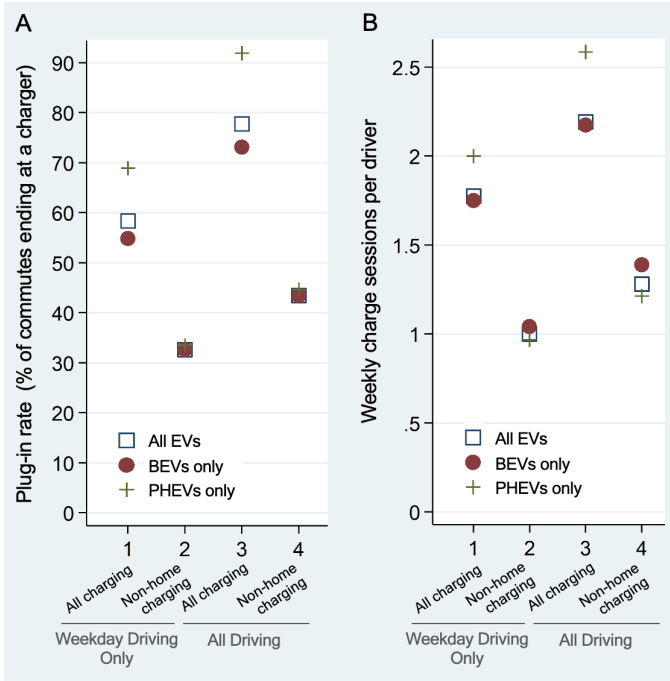 A
Plug-in rate (% of commutes ending at a charger)
90
80
70
60
50
40
30
20
10
0
All EVs
BEVs only
PHEVs only
1
2
3
4
All charging
Non-home
charging
All charging
Non-home
charging
Weekday Driving
Only
All Driving
B
Weekly charge sessions per driver
2.5
2
1.5
1
.5
0
All EVs
BEVs only
PHEVs only
1
2
3
4
All charging
Non-home
charging
All charging
Non-home
charging
Weekday Driving
Only
All Driving